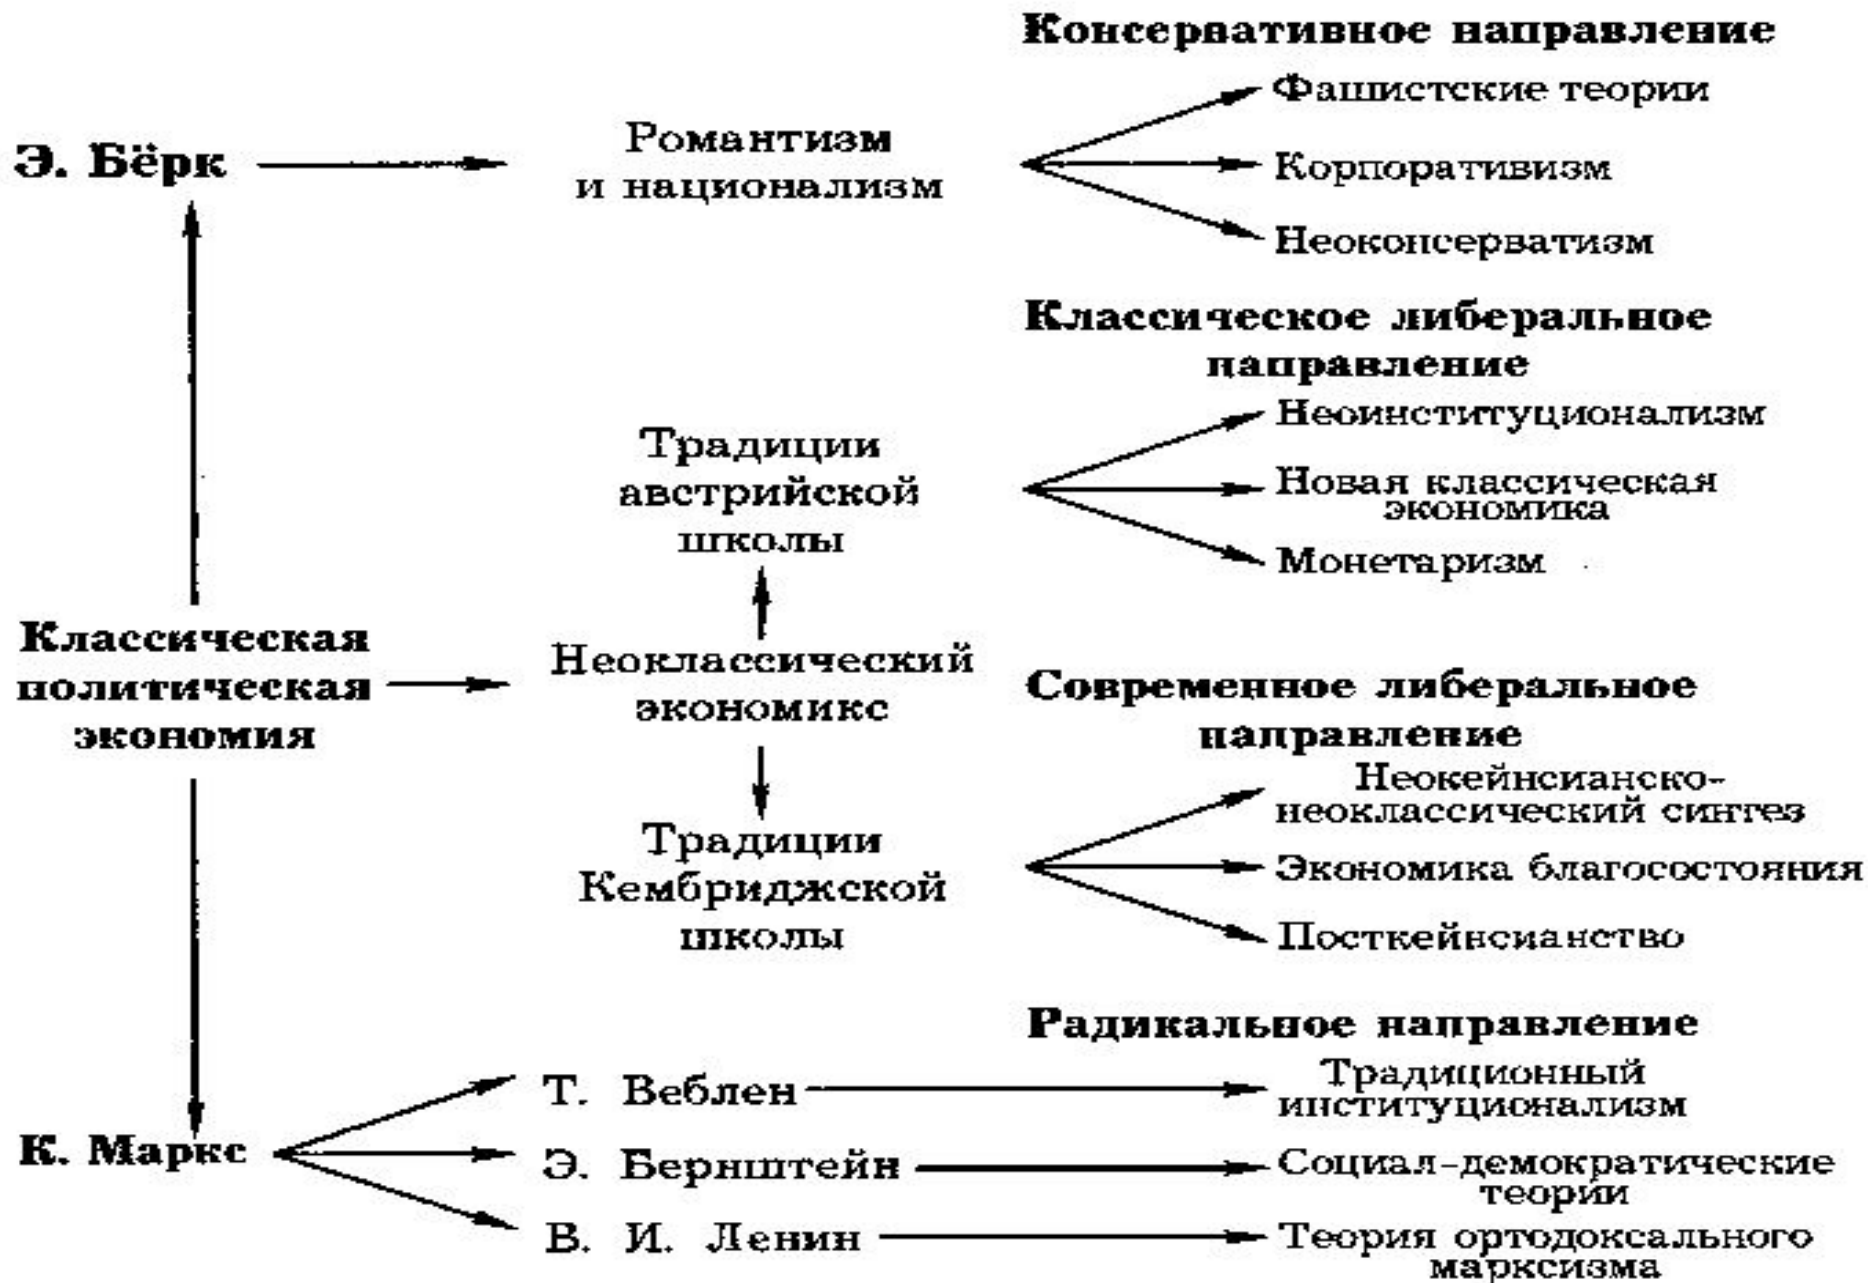 Консервативное направление
Фашистские теории
Романтизм
и национализм
Э. Бёрк
Корпоративизм
Неоконсерватизм
Классическое либеральное
направление
Неоинституционализм
Традиции
австрийской
школы
Новая классическая
экономика
Монетаризм
Классическая
политическая
экономия
Неоклассический
экономикс
Современное либеральное
направление
Неокейнсианско-
неоклассический синтез
Традиции
Кембриджской
школы
Экономика благосостояния
Посткейнсианство
Радикальное направление
Т. Веблен
Традиционный
институционализм
К. Маркс
Э. Бернштейн
Социал-демократические
теории
В. И. Ленин
Теория ортодоксального
марксизма